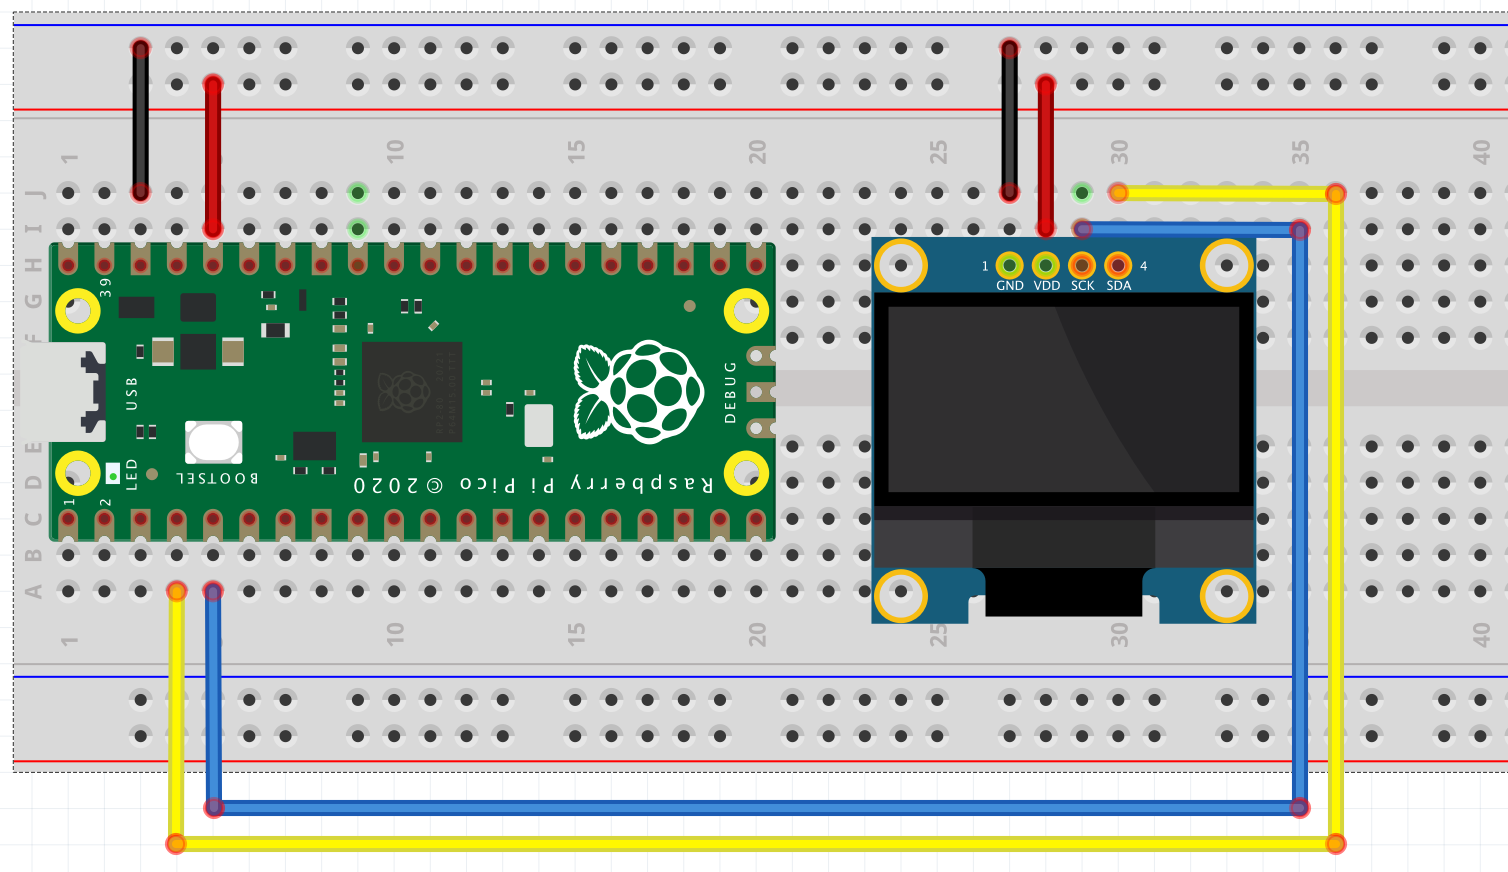 1 10 15 20 25 30 35 40
J
I
H
G
F
39
1 4
GND VDD SCK SDA
USB
DEBUG
E
D
C
B
A
LED
BOOTSEL
Raspberry Pi Pico © 2020
1 2
1 10 15 20 25 30 40